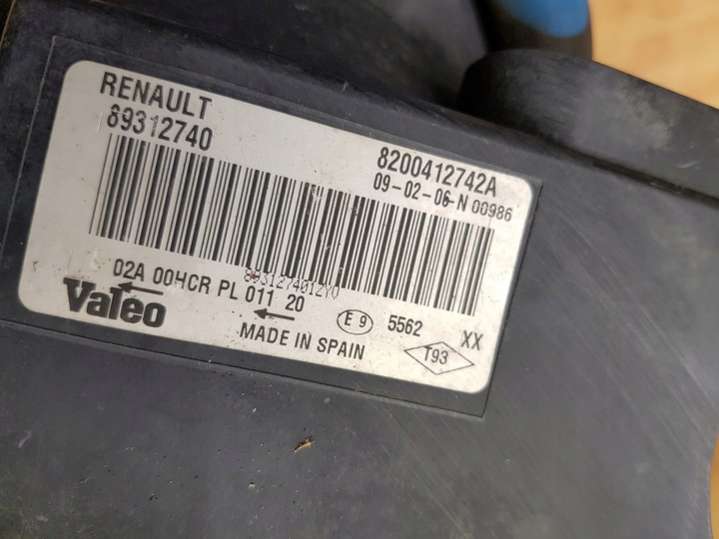 RENAULT
89312740
8200412742A
09-02-06-N 00986
8931274012Y0
02A 00HCR PL 011 20
Valeo
E 9 5562 XX
MADE IN SPAIN
T93